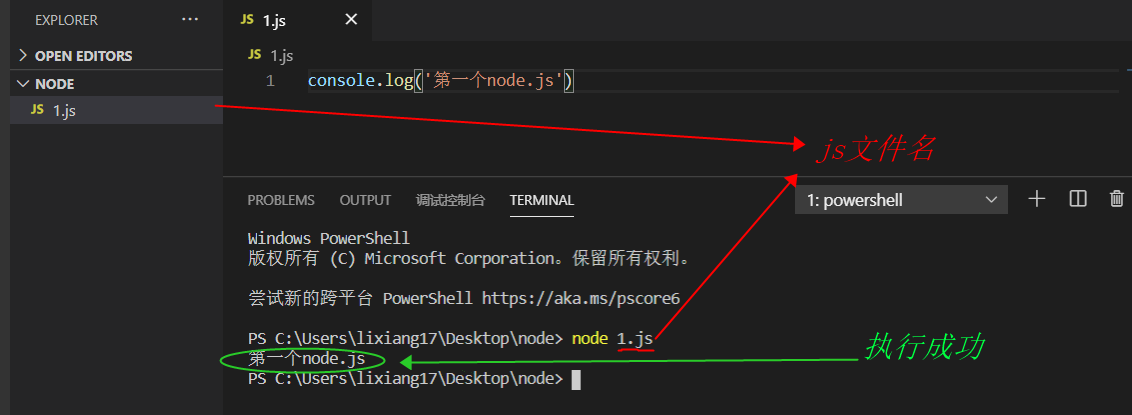 EXPLORER ···
OPEN EDITORS
NODE
JS 1.js
JS 1.js ×
JS 1.js
1 console.log('第一个node.js')
js文件名
PROBLEMS OUTPUT 调试控制台 TERMINAL 1: powershell
Windows PowerShell
版权所有 (C) Microsoft Corporation。保留所有权利。
尝试新的跨平台 PowerShell https://aka.ms/pscore6
PS C:\Users\lixiang17\Desktop\node> node 1.js
第一个node.js
执行成功
PS C:\Users\lixiang17\Desktop\node>